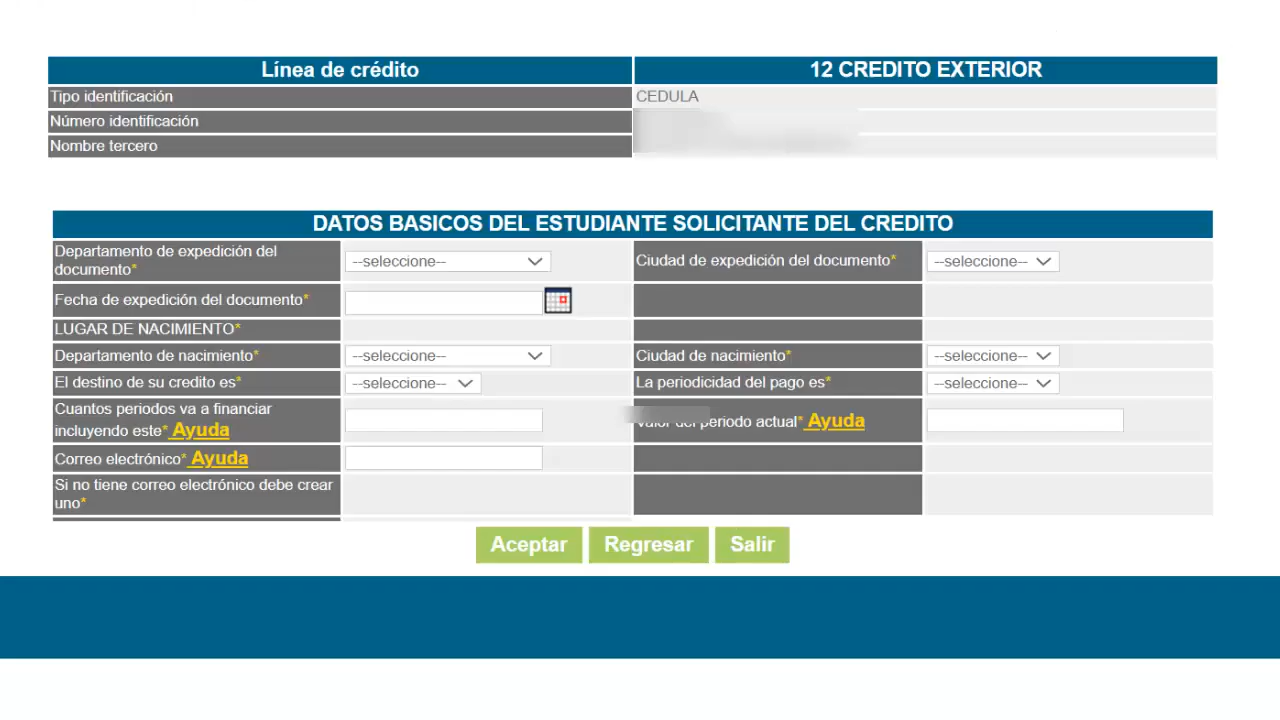 Línea de crédito 12 CREDITO EXTERIOR
Tipo identificación CEDULA
Número identificación
Nombre tercero
DATOS BASICOS DEL ESTUDIANTE SOLICITANTE DEL CREDITO
Departamento de expedición del
documento* --seleccione-- Ciudad de expedición del documento* --seleccione--
Fecha de expedición del documento*
LUGAR DE NACIMIENTO*
Departamento de nacimiento* --seleccione-- Ciudad de nacimiento* --seleccione--
El destino de su credito es* --seleccione-- La periodicidad del pago es* --seleccione--
Cuantos periodos va a financiar
incluyendo este* Ayuda Valor del periodo actual* Ayuda
Correo electrónico* Ayuda
Si no tiene correo electrónico debe crear
uno*
Aceptar Regresar Salir